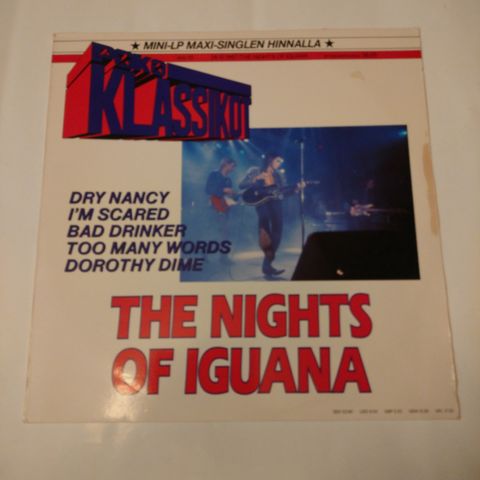 ★ MINI-LP MAXI-SINGLEN HINNALLA ★
KLASSIKOT
DRY NANCY
I'M SCARED
BAD DRINKER
TOO MANY WORDS
DOROTHY DIME
THE NIGHTS
OF IGUANA